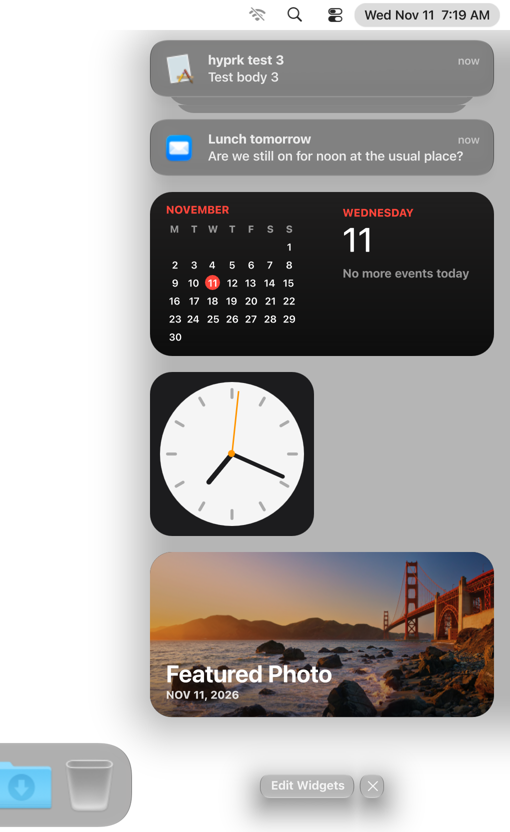 Wed Nov 11 7:19 AM
hyprk test 3
now
Test body 3
Lunch tomorrow
now
Are we still on for noon at the usual place?
NOVEMBER
M T W T F S S
1
2 3 4 5 6 7 8
9 10 11 12 13 14 15
16 17 18 19 20 21 22
23 24 25 26 27 28 29
30
WEDNESDAY
11
No more events today
Featured Photo
NOV 11, 2026
Edit Widgets